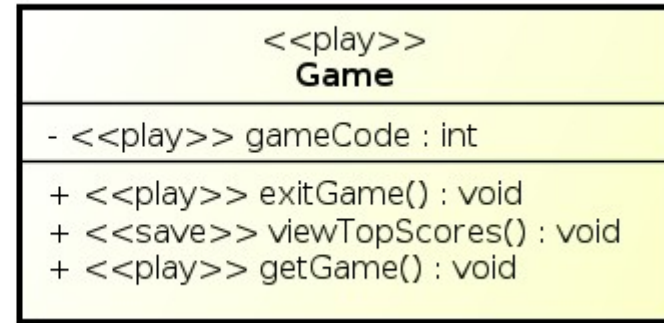 <<play>>
Game
- <<play>> gameCode : int
+ <<play>> exitGame() : void
+ <<save>> viewTopScores() : void
+ <<play>> getGame() : void